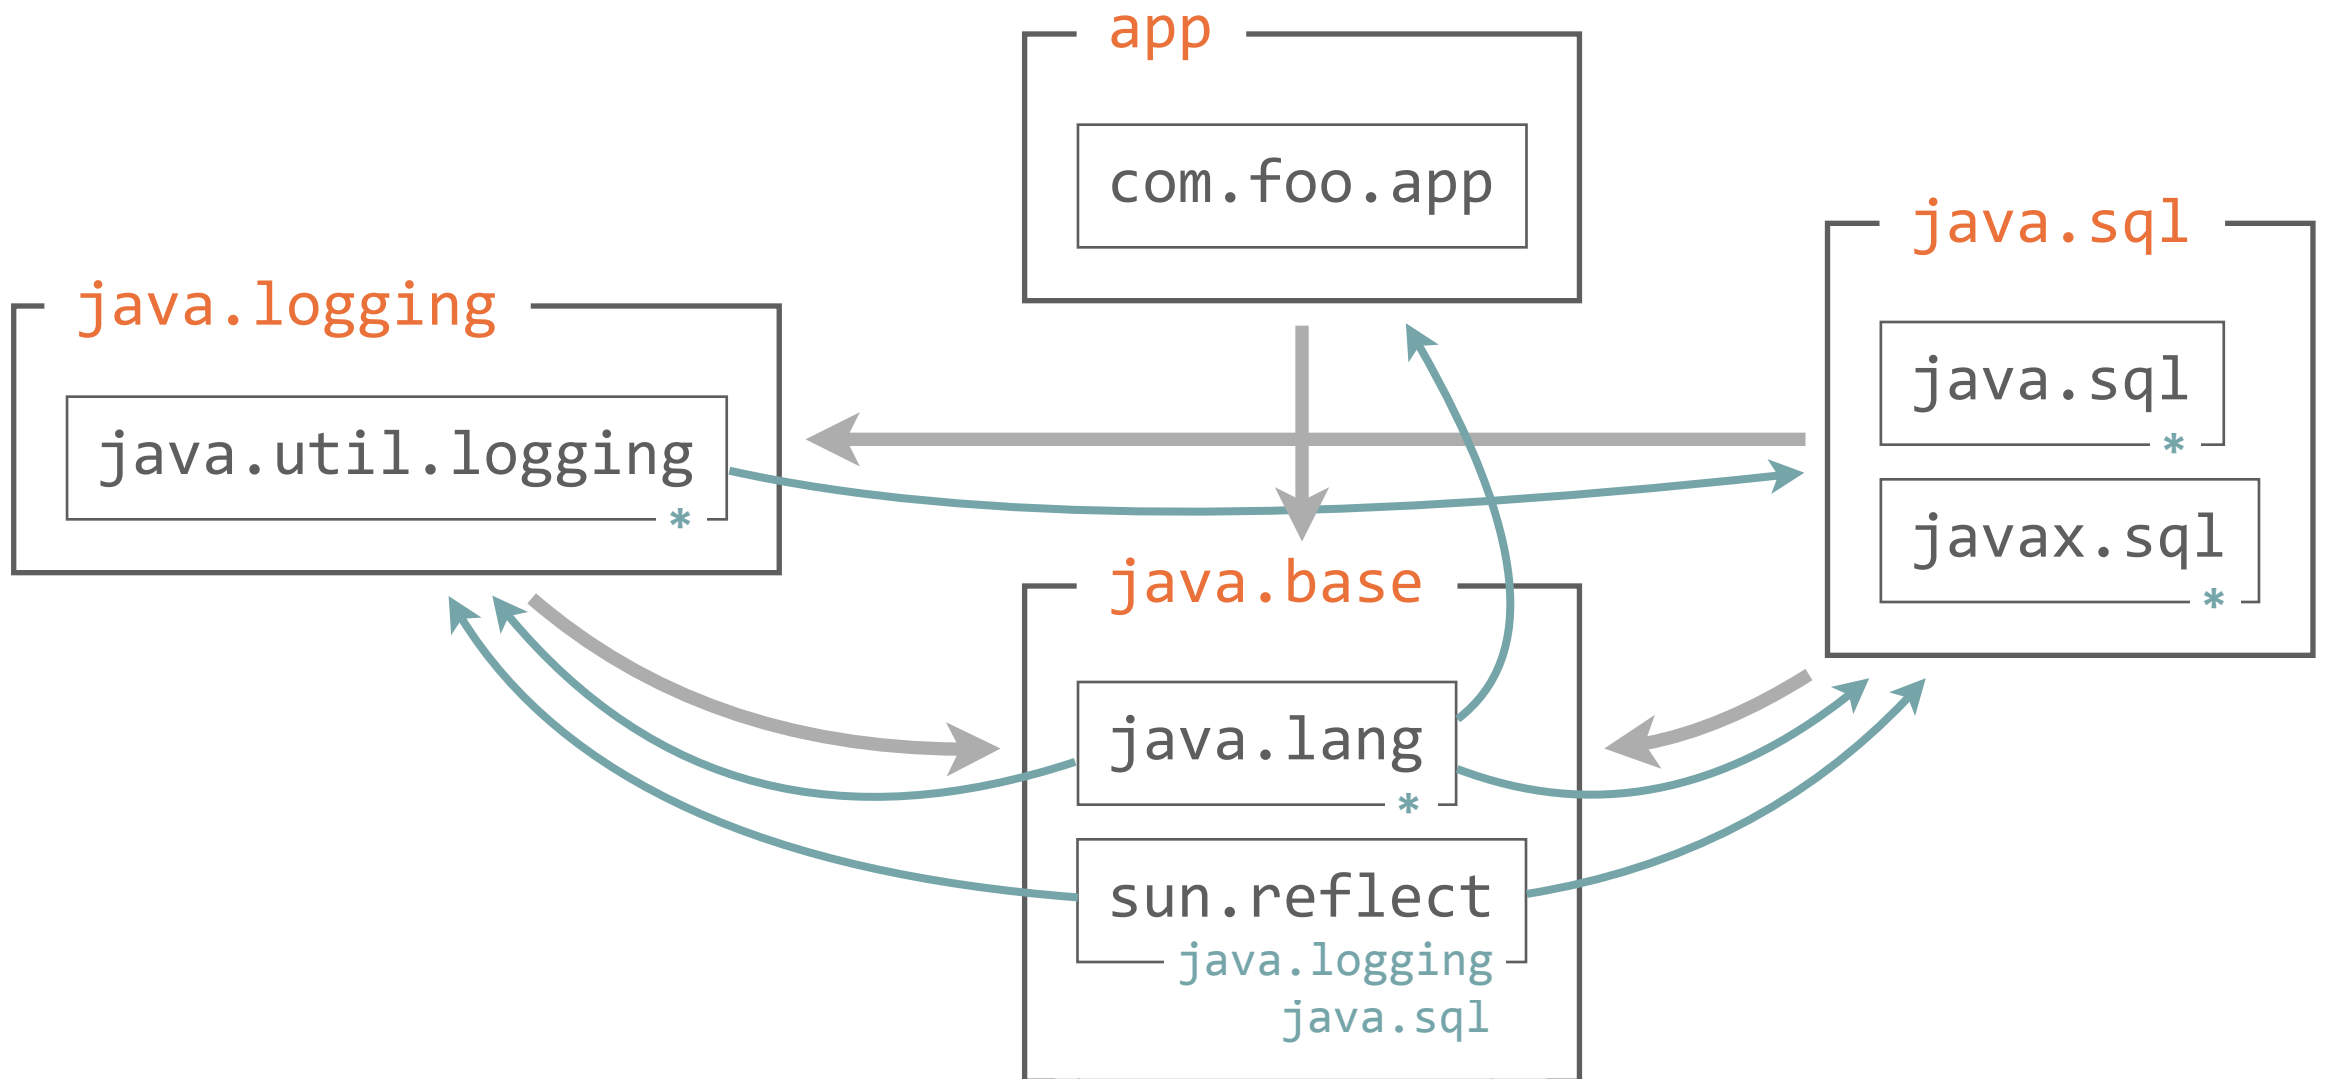 app
com.foo.app
java.logging
java.util.logging
*
java.sql
java.sql
*
javax.sql
*
java.base
java.lang
*
sun.reflect
java.logging
java.sql